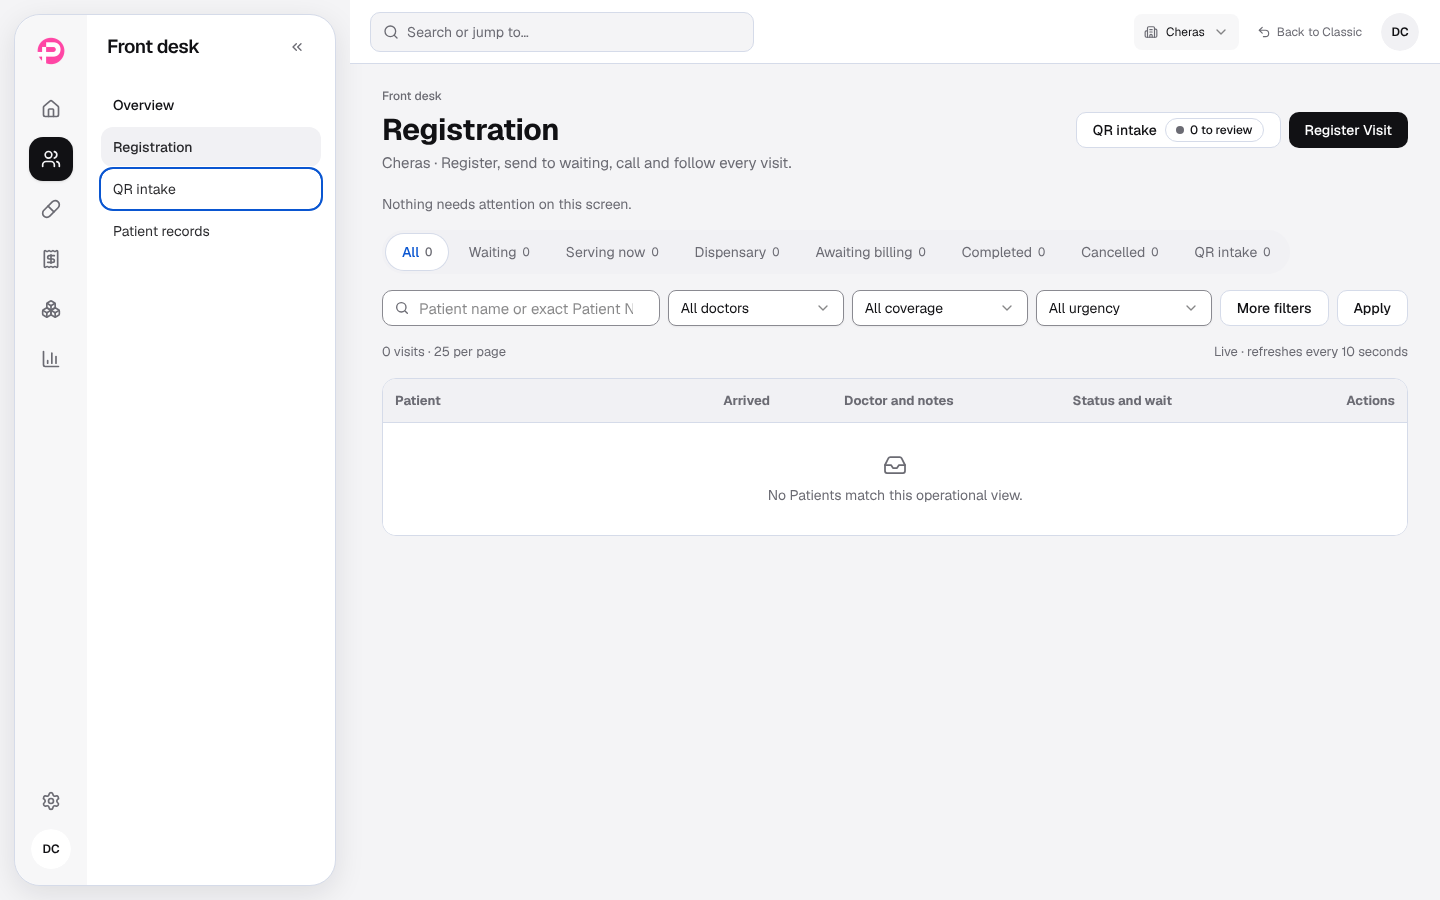 Front desk
Overview
Registration
QR intake
Patient records
DC
Search or jump to...
Cheras
Back to Classic
DC
Front desk
Registration
Cheras · Register, send to waiting, call and follow every visit.
QR intake 0 to review
Register Visit
Nothing needs attention on this screen.
All 0 Waiting 0 Serving now 0 Dispensary 0 Awaiting billing 0 Completed 0 Cancelled 0 QR intake 0
Patient name or exact Patient N
All doctors
All coverage
All urgency
More filters
Apply
0 visits · 25 per page
Live · refreshes every 10 seconds
Patient Arrived Doctor and notes Status and wait Actions
No Patients match this operational view.